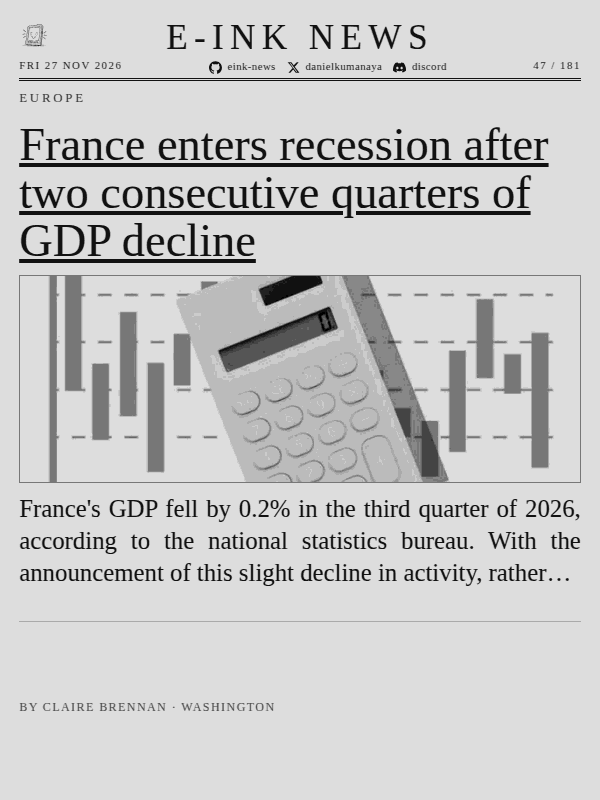 E-INK NEWS
FRI 27 NOV 2026
eink-news danielkumanaya discord
47 / 181
EUROPE
France enters recession after
two consecutive quarters of
GDP decline
0
France's GDP fell by 0.2% in the third quarter of 2026,
according to the national statistics bureau. With the
announcement of this slight decline in activity, rather…
BY CLAIRE BRENNAN · WASHINGTON